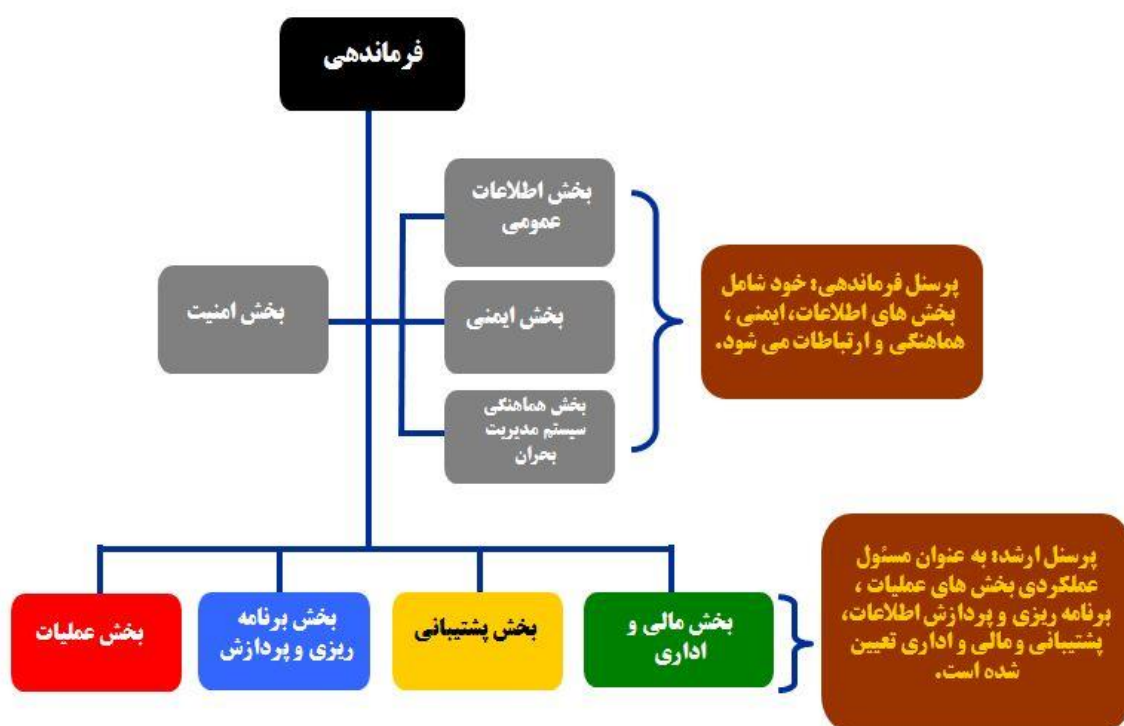 فرماندهی
بخش اطلاعات
عمومی
پرسنل فرماندهی: خود شامل
بخش های اطلاعات، ایمنی ،
هماهنگی و ارتباطات می شود.
بخش امنیت
بخش ایمنی
بخش هماهنگی
سیستم مدیریت
بحران
پرسنل ارشد: به عنوان مسئول
عملکردی بخش های عملیات ،
برنامه ریزی و پردازش اطلاعات،
پشتیبانی و مالی و اداری تعیین
شده است.
بخش مالی و
اداری
بخش پشتیبانی
بخش برنامه
ریزی و پردازش
بخش عملیات